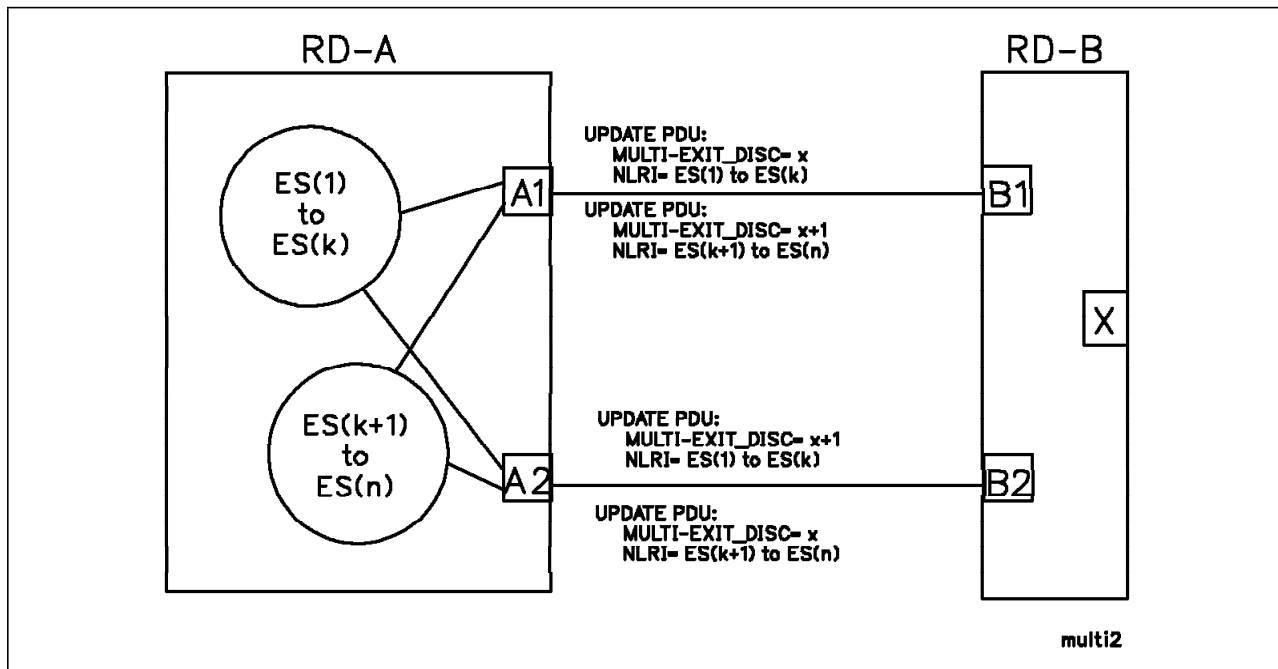 RD-A
RD-B
UPDATE PDU:
MULTI-EXIT_DISC= x
NLRI= ES(1) to ES(k)
ES(1)
to
ES(k)
A1
B1
UPDATE PDU:
MULTI-EXIT_DISC= x+1
NLRI= ES(k+1) to ES(n)
X
ES(k+1)
to
ES(n)
UPDATE PDU:
MULTI-EXIT_DISC= x+1
NLRI= ES(1) to ES(k)
A2
B2
UPDATE PDU:
MULTI-EXIT_DISC= x
NLRI= ES(k+1) to ES(n)
multi2